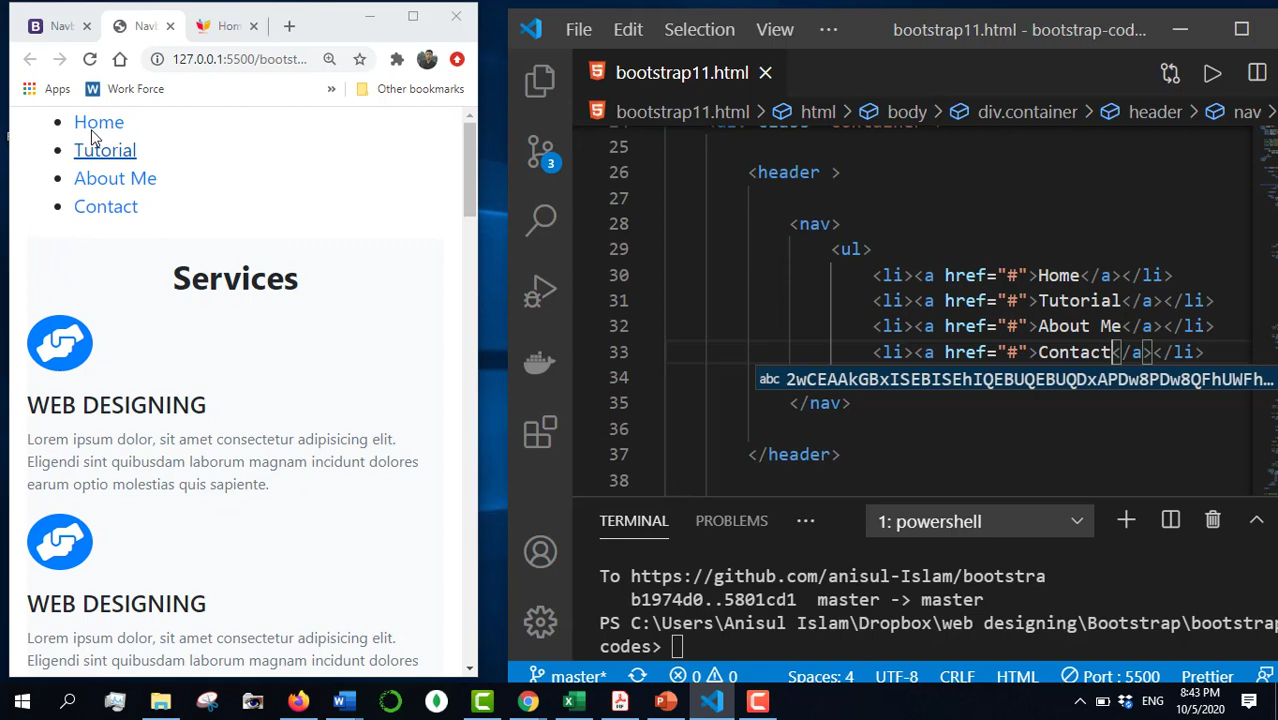 Navb
Navb
Hom
127.0.0.1:5500/bootst...
Apps
Work Force
»
Other bookmarks
Home
Tutorial
About Me
Contact
Services
WEB DESIGNING
Lorem ipsum dolor, sit amet consectetur adipisicing elit.
Eligendi sint quibusdam laborum magnam incidunt dolores
earum optio molestias quis sapiente.
WEB DESIGNING
Lorem ipsum dolor, sit amet consectetur adipisicing elit.
Eligendi sint quibusdam laborum magnam incidunt dolores
File Edit Selection View ···
bootstrap11.html - bootstrap-cod...
bootstrap11.html
bootstrap11.html > html > body > div.container > header > nav
25
26 <header >
27
28 <nav>
29 <ul>
30 <li><a href="#">Home</a></li>
31 <li><a href="#">Tutorial</a></li>
32 <li><a href="#">About Me</a></li>
33 <li><a href="#">Contact</a></li>
34 abc 2wCEAAkGBxISEBISEhIQEBUQEBUQDxAPDw8PDw8QFhUWFh...
35 </nav>
36
37 </header>
38
3
TERMINAL PROBLEMS ···
1: powershell
To https://github.com/anisul-Islam/bootstra
b1974d0..5801cd1 master -> master
PS C:\Users\Anisul Islam\Dropbox\web designing\Bootstrap\bootstrap
codes>
master* 0 0 Spaces: 4 UTF-8 CRLF HTML Port : 5500 Prettier
ENG
8:43 PM
10/5/2020